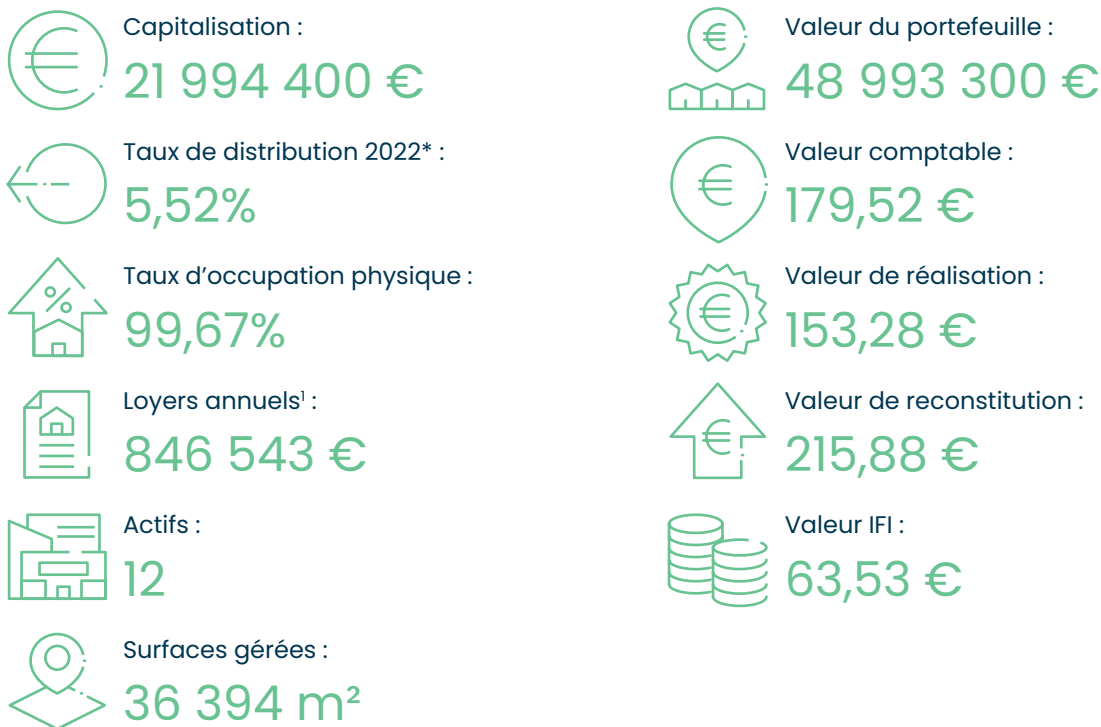 Capitalisation :
21 994 400 €
Taux de distribution 2022* :
5,52%
Taux d’occupation physique :
99,67%
Loyers annuels¹ :
846 543 €
Actifs :
12
Surfaces gérées :
36 394 m²
Valeur du portefeuille :
48 993 300 €
Valeur comptable :
179,52 €
Valeur de réalisation :
153,28 €
Valeur de reconstitution :
215,88 €
Valeur IFI :
63,53 €